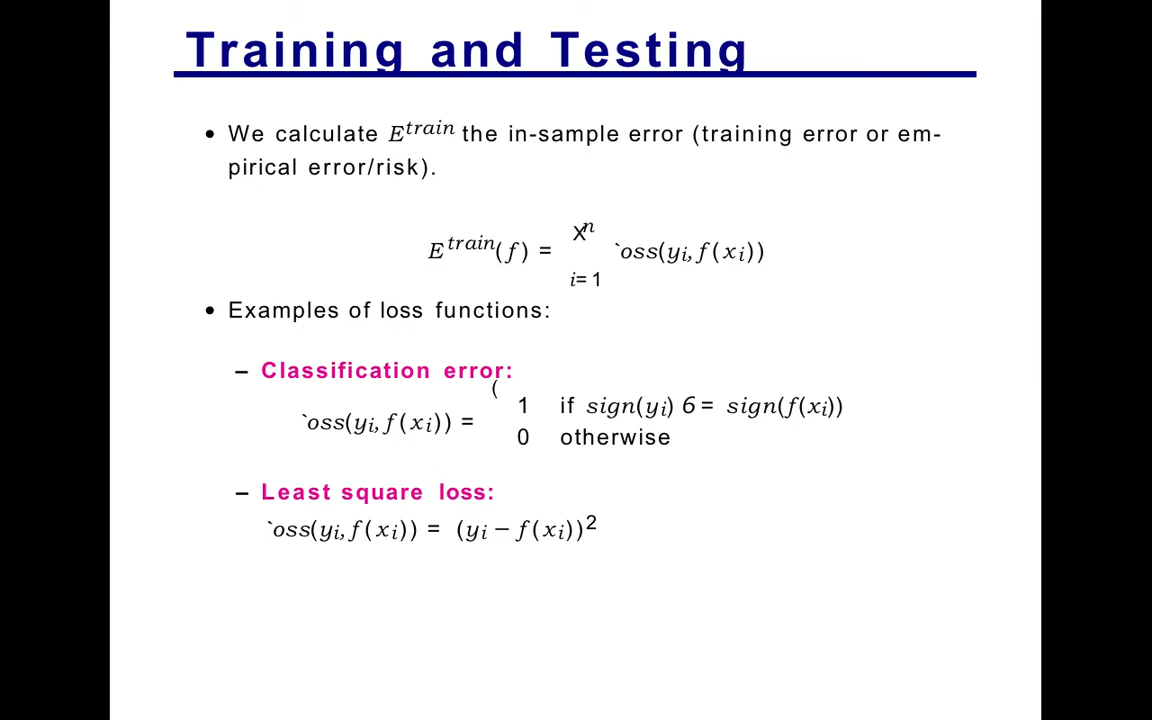 Training and Testing
• We calculate E^train the in-sample error (training error or em-
pirical error/risk).
X^n
E^train(f) = `oss(yi, f(xi))
i=1
• Examples of loss functions:
– Classification error:
(
1 if sign(yi) 6= sign(f(xi))
`oss(yi, f(xi)) =
0 otherwise
– Least square loss:
`oss(yi, f(xi)) = (yi − f(xi))^2